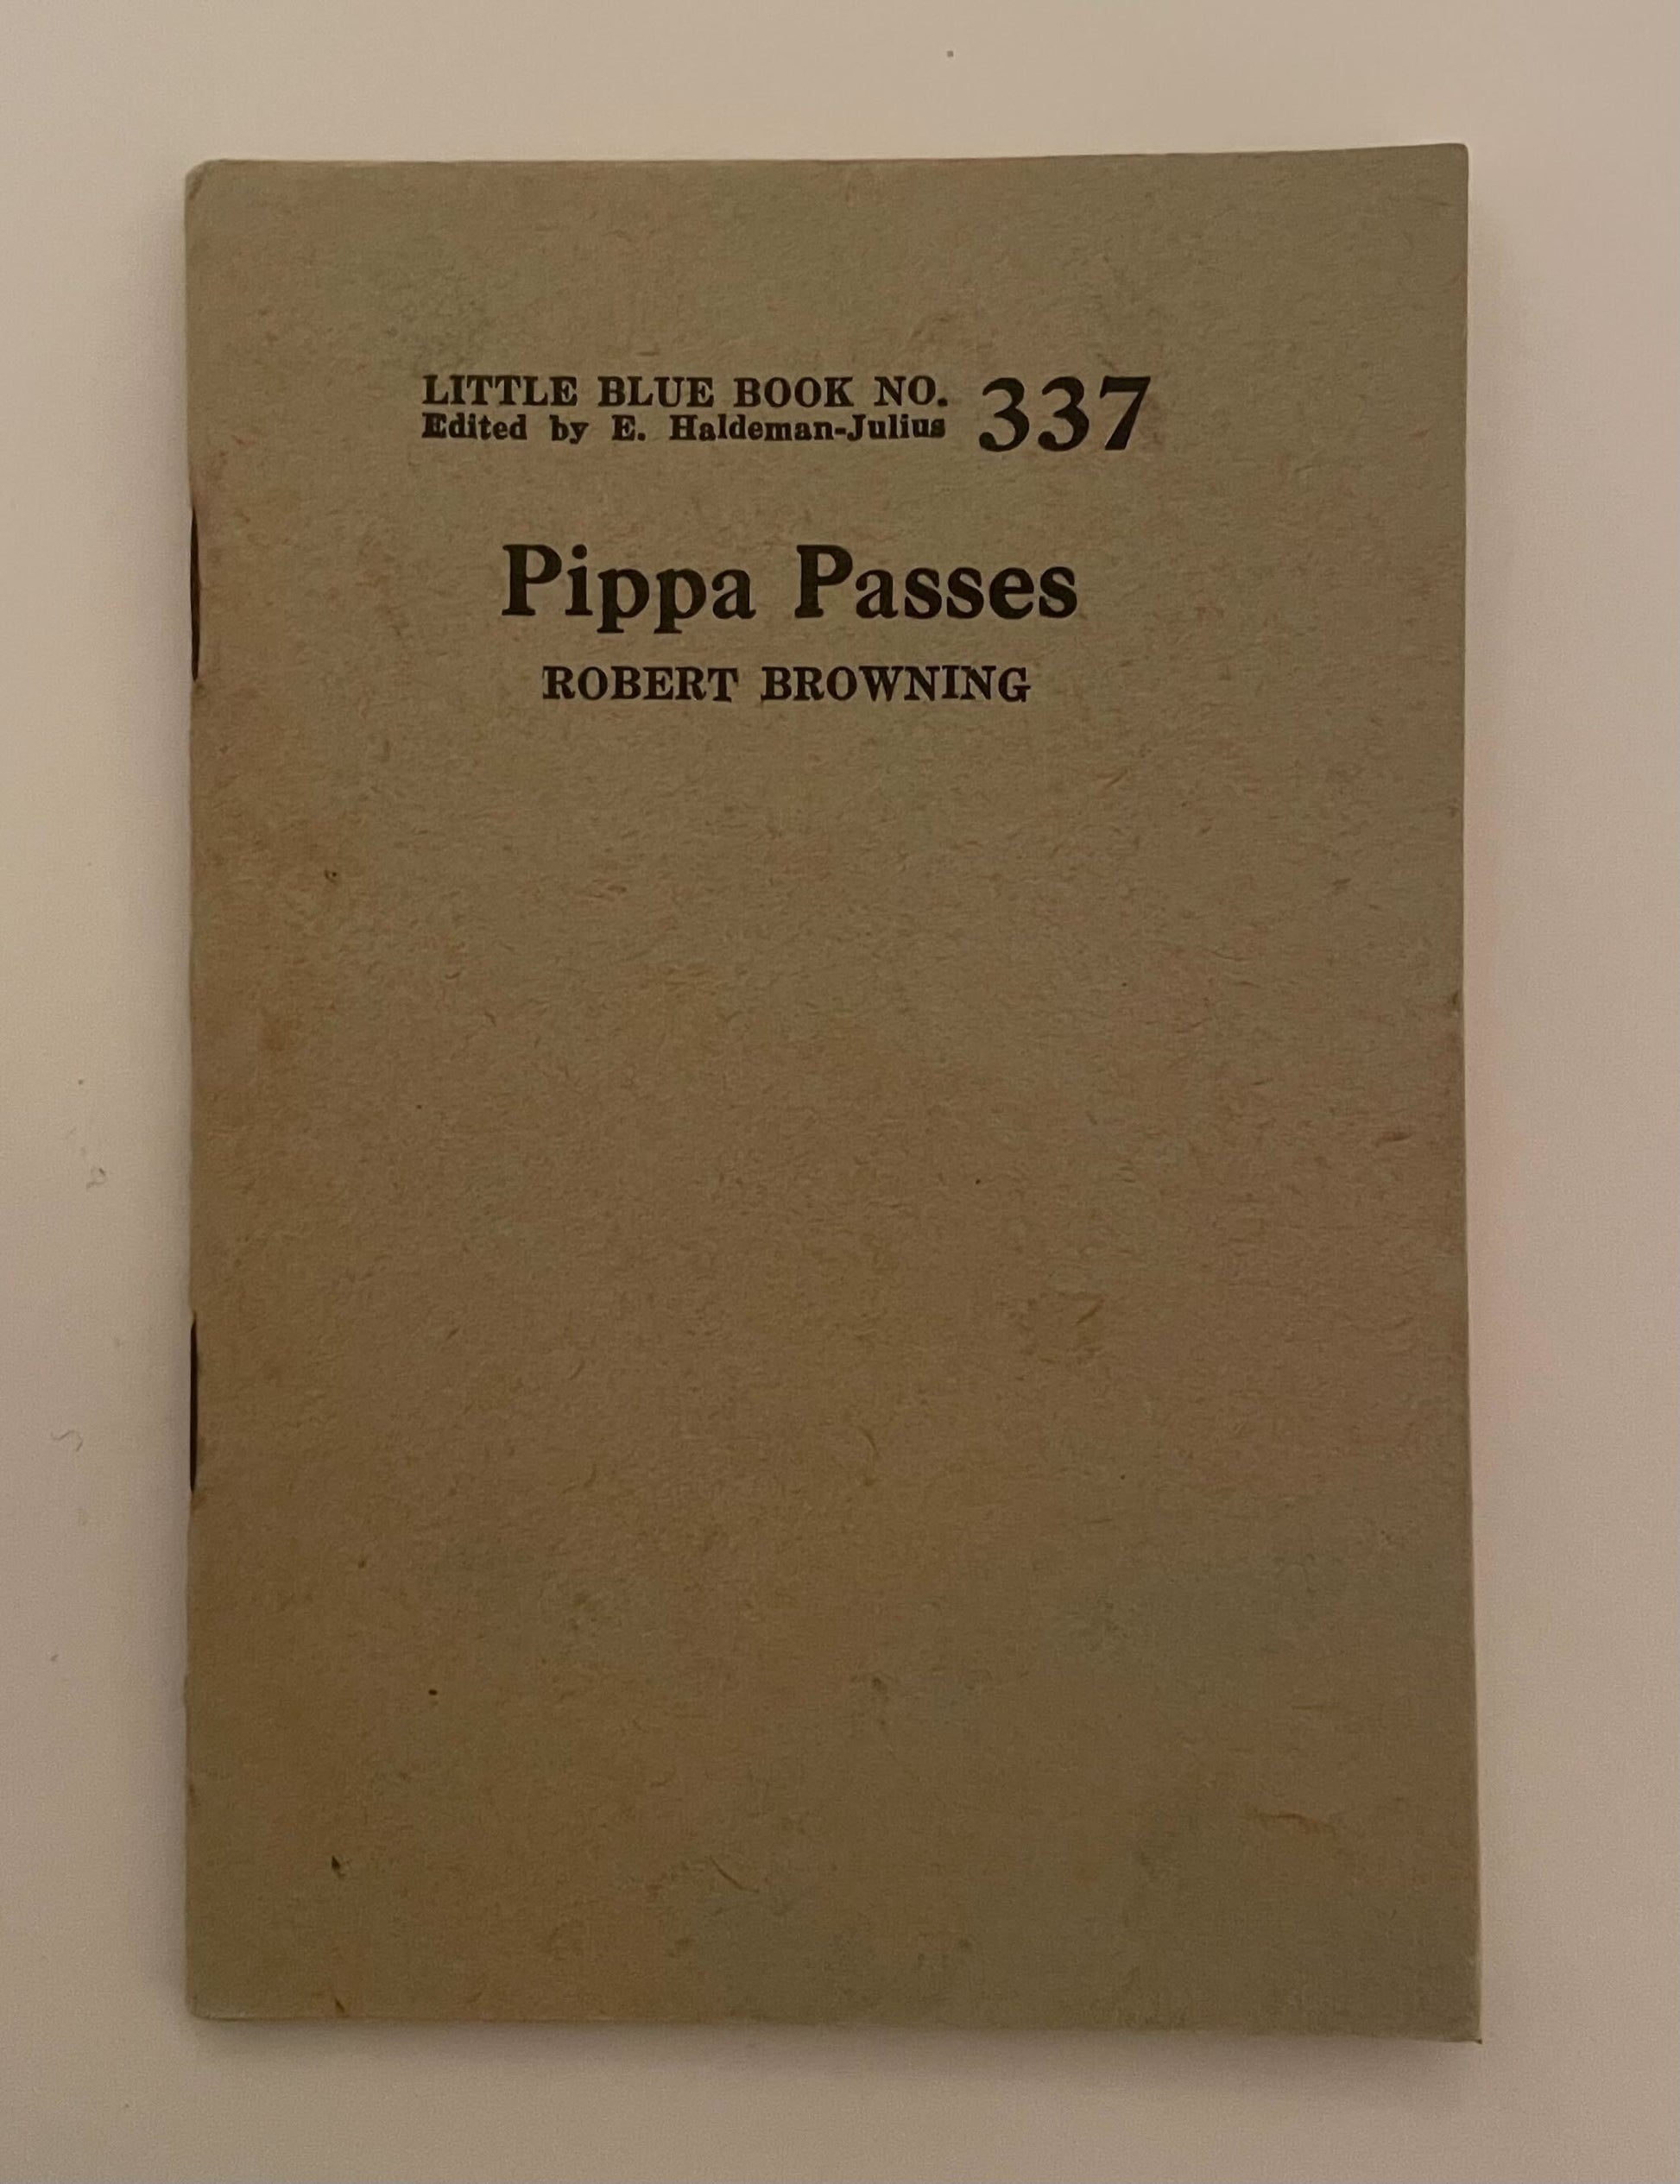 LITTLE BLUE BOOK NO. 337
Edited by E. Haldeman-Julius
Pippa Passes
ROBERT BROWNING